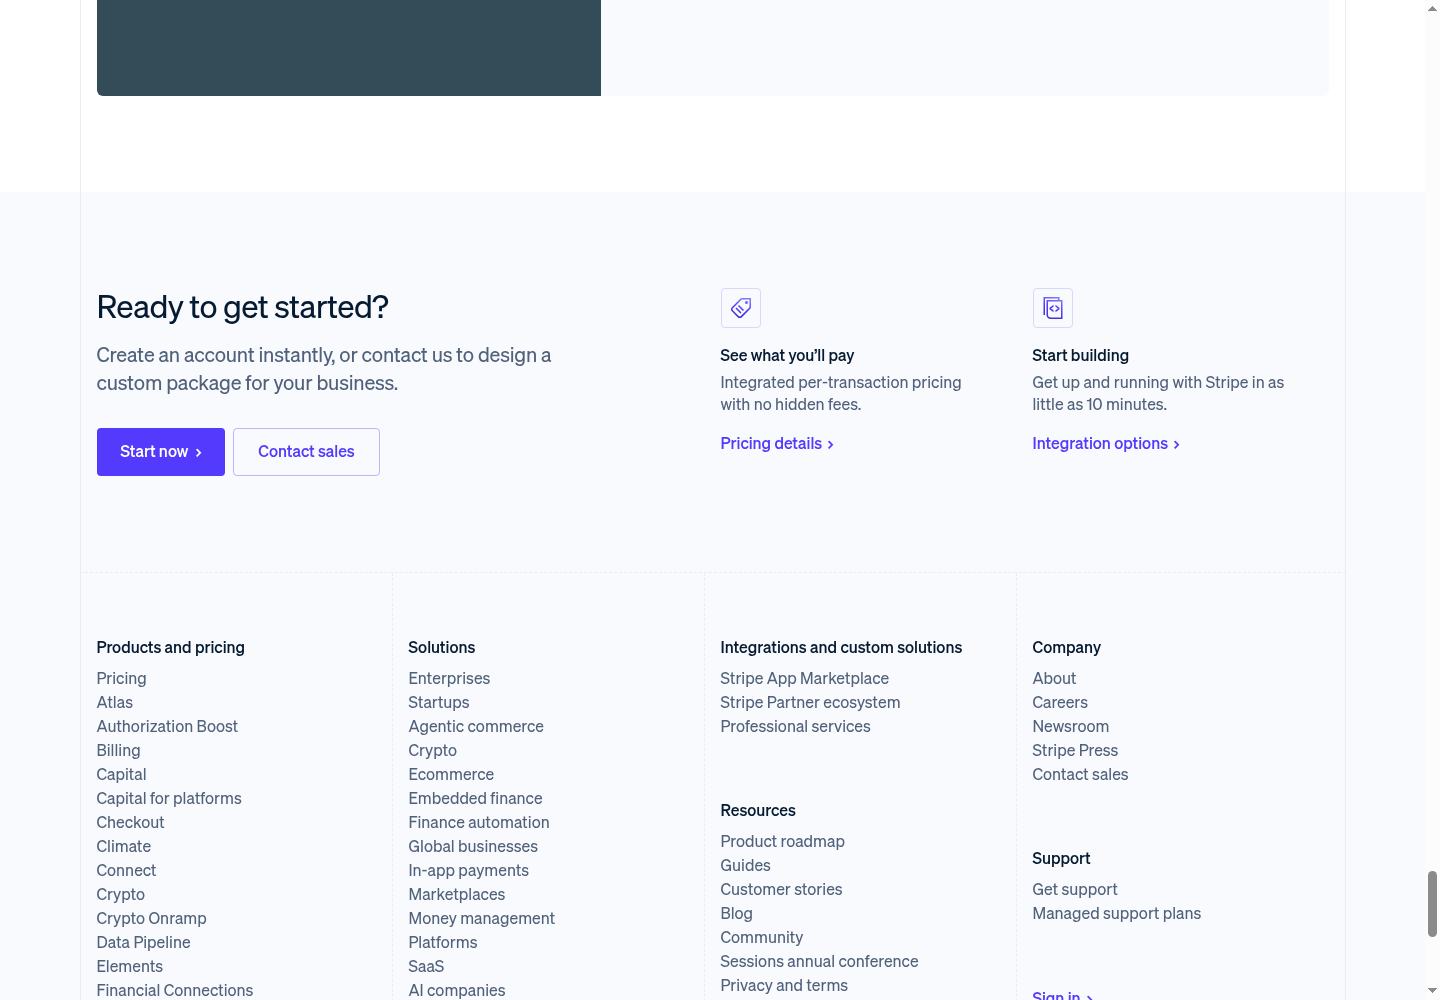 Ready to get started?
Create an account instantly, or contact us to design a
custom package for your business.
Start now
Contact sales
See what you’ll pay
Integrated per-transaction pricing
with no hidden fees.
Pricing details
Start building
Get up and running with Stripe in as
little as 10 minutes.
Integration options
Products and pricing
Pricing
Atlas
Authorization Boost
Billing
Capital
Capital for platforms
Checkout
Climate
Connect
Crypto
Crypto Onramp
Data Pipeline
Elements
Financial Connections
Solutions
Enterprises
Startups
Agentic commerce
Crypto
Ecommerce
Embedded finance
Finance automation
Global businesses
In-app payments
Marketplaces
Money management
Platforms
SaaS
AI companies
Integrations and custom solutions
Stripe App Marketplace
Stripe Partner ecosystem
Professional services
Resources
Product roadmap
Guides
Customer stories
Blog
Community
Sessions annual conference
Privacy and terms
Company
About
Careers
Newsroom
Stripe Press
Contact sales
Support
Get support
Managed support plans
Sign in